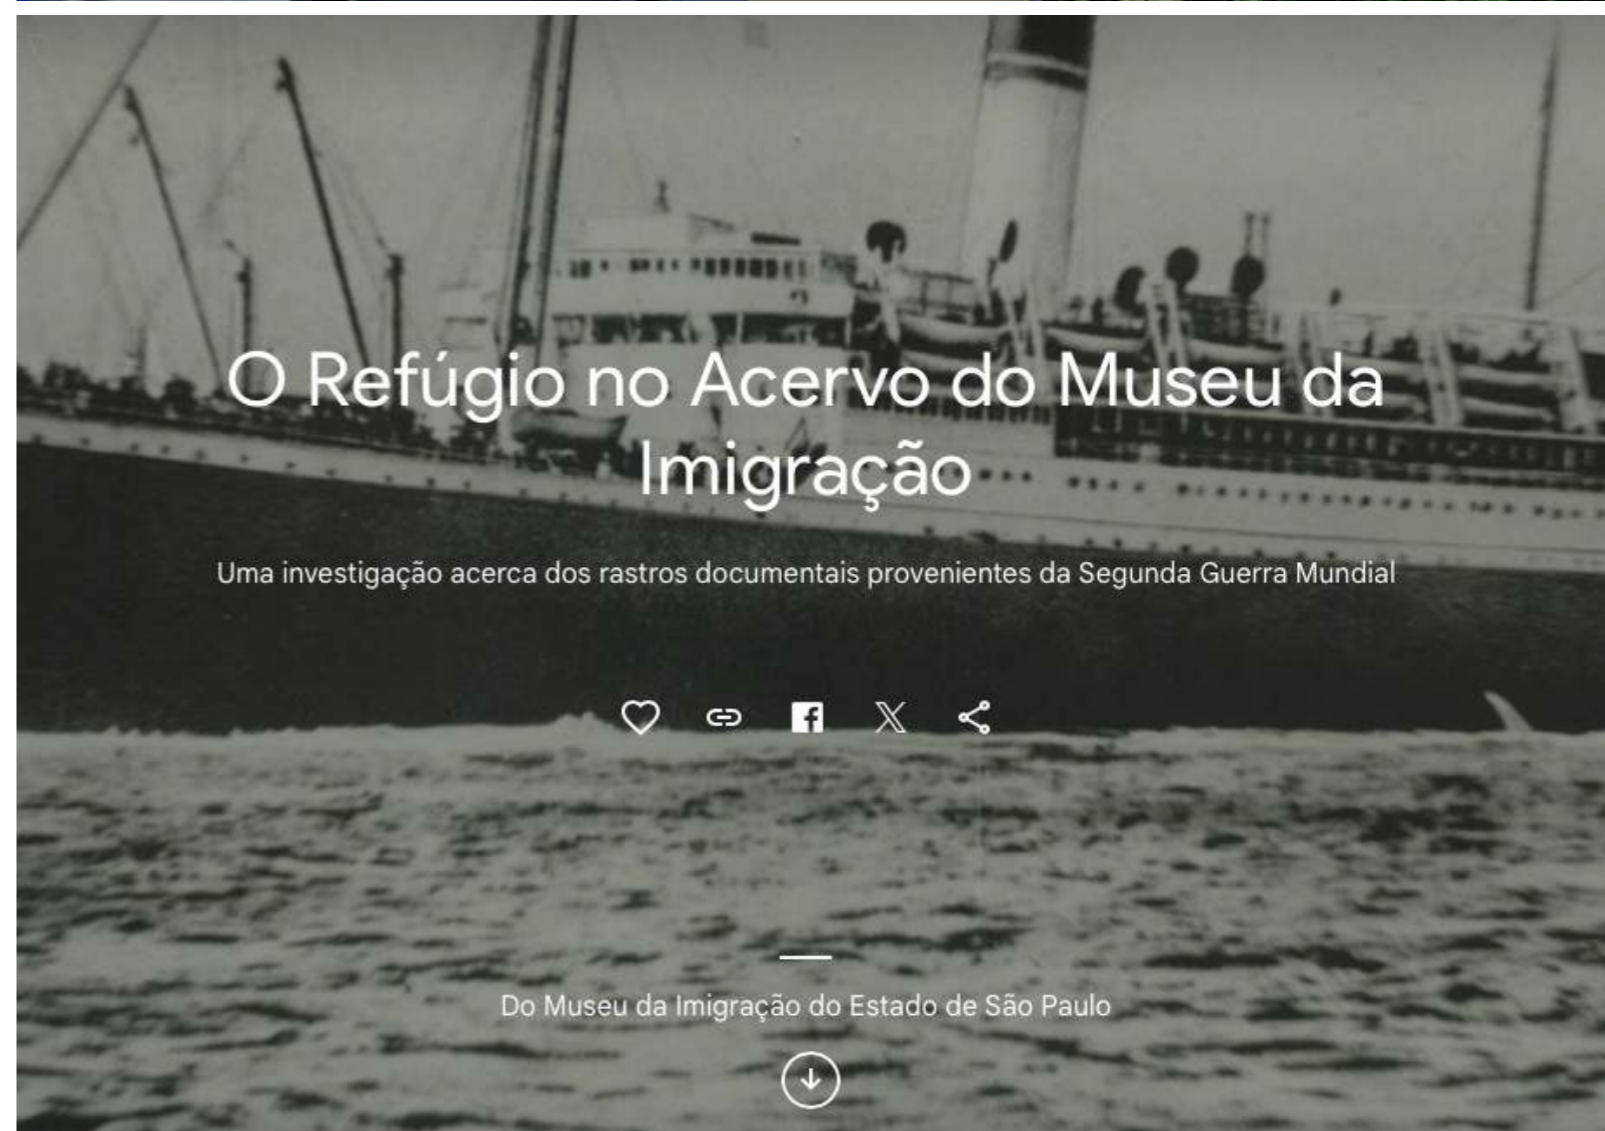 O Refúgio no Acervo do Museu da
Imigração
Uma investigação acerca dos rastros documentais provenientes da Segunda Guerra Mundial
Do Museu da Imigração do Estado de São Paulo